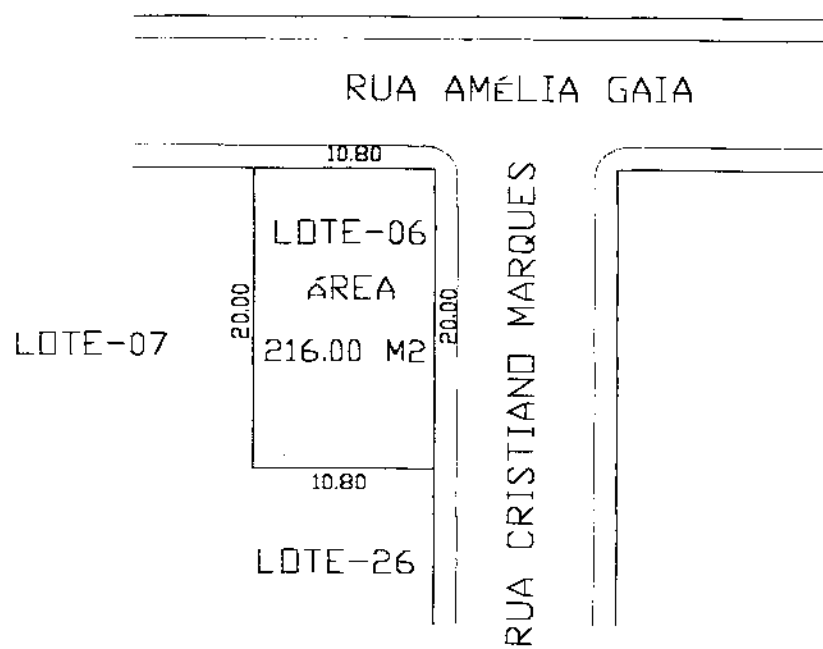 RUA AMÉLIA GAIA
10.80
LOTE-06
ÁREA
216.00 M2
20.00
20.00
LOTE-07
10.80
LOTE-26
RUA CRISTIANO MARQUES